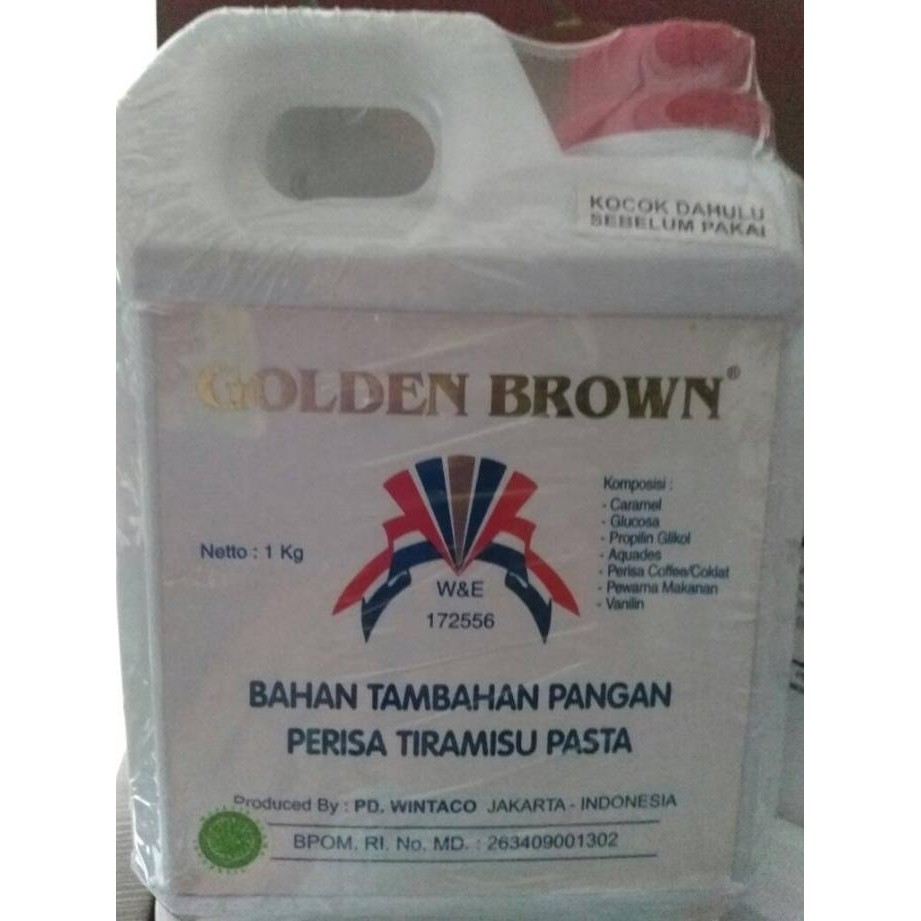 KOCOK DAHULU
SEBELUM PAKAI
GOLDEN BROWN®
Komposisi :
- Caramel
- Glucosa
- Propilin Glikol
- Aquades
- Perisa Coffee/Coklat
- Pewarna Makanan
- Vanilin
Netto : 1 Kg
W&E
172556
BAHAN TAMBAHAN PANGAN
PERISA TIRAMISU PASTA
Produced By : PD. WINTACO JAKARTA - INDONESIA
BPOM. RI. No. MD. : 263409001302